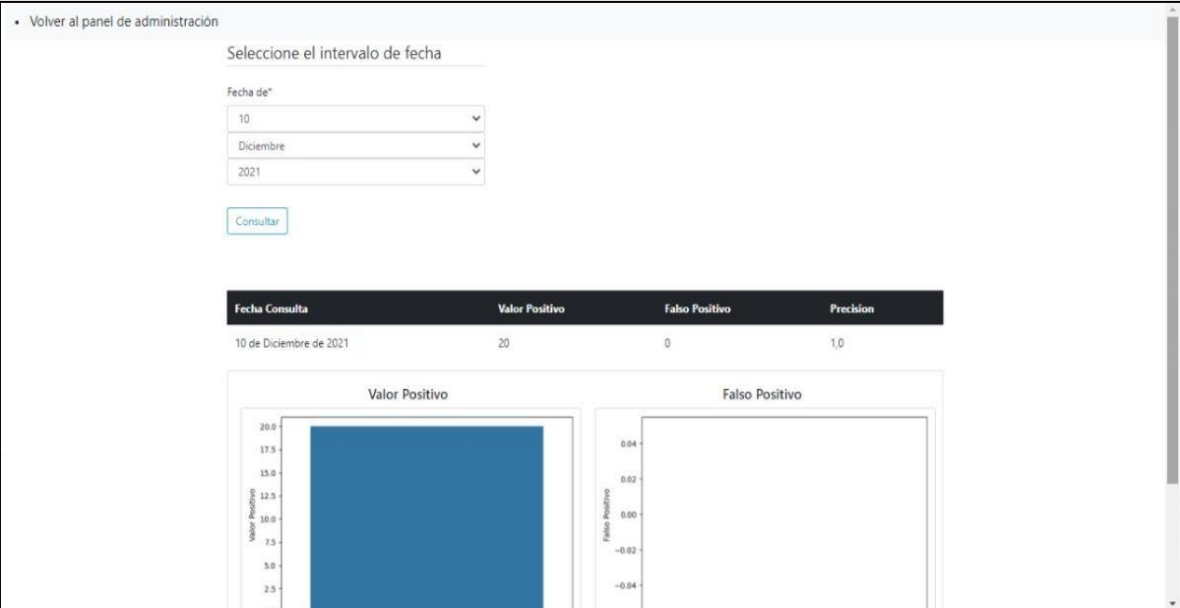 • Volver al panel de administración
Seleccione el intervalo de fecha
Fecha de*
10
Diciembre
2021
Consultar
Fecha Consulta Valor Positivo Falso Positivo Precision
10 de Diciembre de 2021 20 0 1,0
Valor Positivo
20.0
17.5
15.0
12.5
10.0
7.5
5.0
2.5
Valor Positivo
Falso Positivo
0.04
0.02
0.00
−0.02
−0.04
Falso Positivo